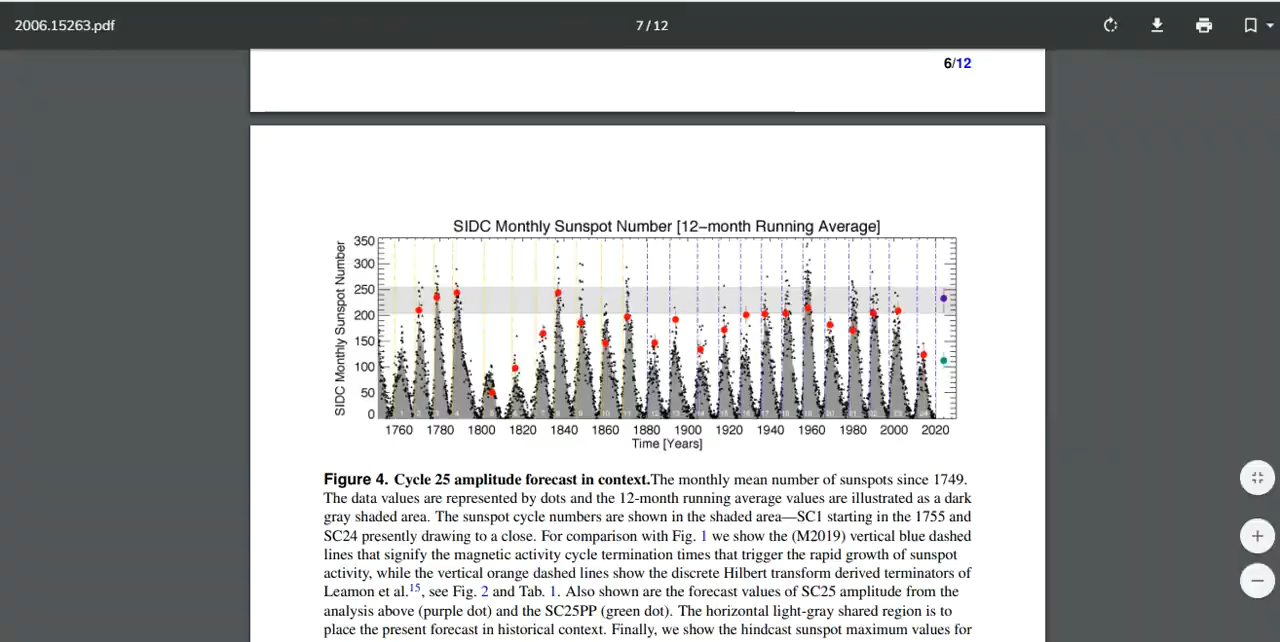 2006.15263.pdf
7 / 12
6/12
SIDC Monthly Sunspot Number [12−month Running Average]
SIDC Monthly Sunspot Number
350
300
250
200
150
100
50
0
1760 1780 1800 1820 1840 1860 1880 1900 1920 1940 1960 1980 2000 2020
Time [Years]
Figure 4. Cycle 25 amplitude forecast in context.The monthly mean number of sunspots since 1749.
The data values are represented by dots and the 12-month running average values are illustrated as a dark
gray shaded area. The sunspot cycle numbers are shown in the shaded area—SC1 starting in the 1755 and
SC24 presently drawing to a close. For comparison with Fig. 1 we show the (M2019) vertical blue dashed
lines that signify the magnetic activity cycle termination times that trigger the rapid growth of sunspot
activity, while the vertical orange dashed lines show the discrete Hilbert transform derived terminators of
Leamon et al.15, see Fig. 2 and Tab. 1. Also shown are the forecast values of SC25 amplitude from the
analysis above (purple dot) and the SC25PP (green dot). The horizontal light-gray shared region is to
place the present forecast in historical context. Finally, we show the hindcast sunspot maximum values for